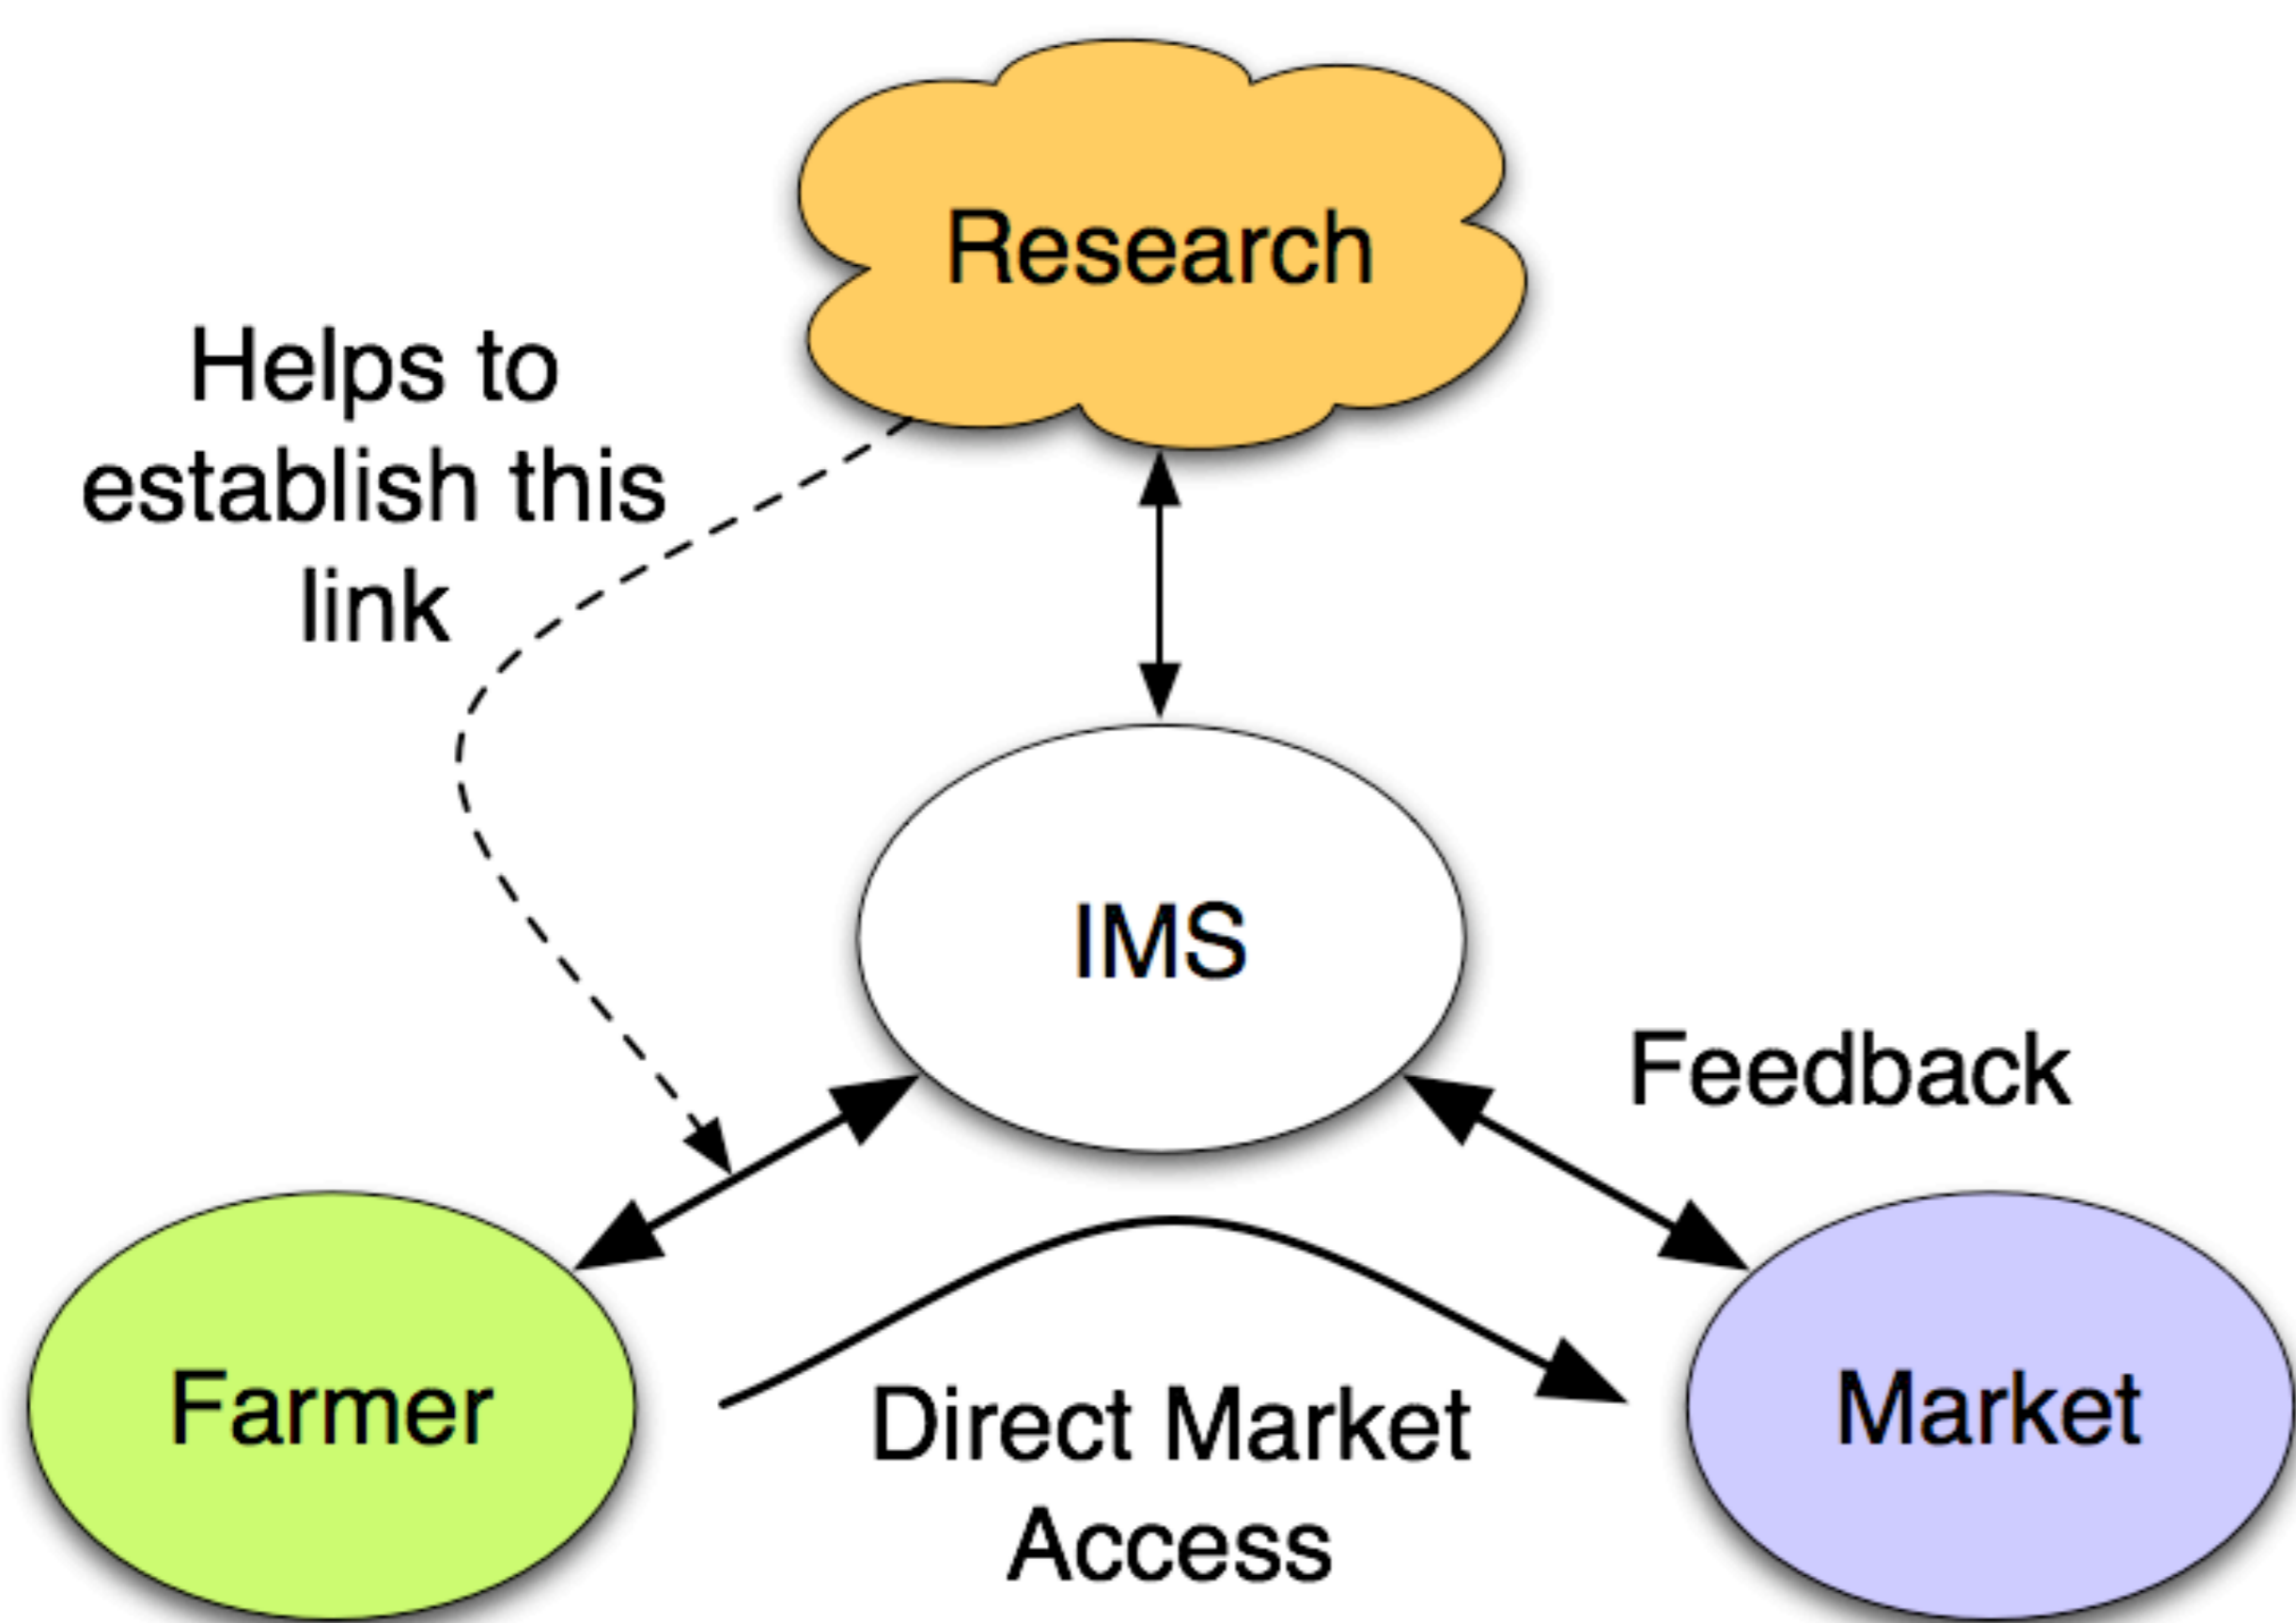 Research
Helps to
establish this
link
IMS
Feedback
Farmer
Direct Market
Access
Market